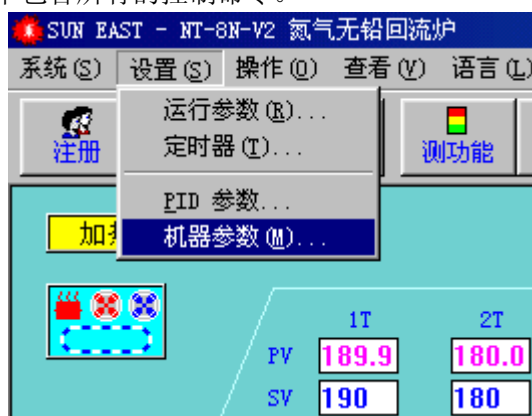 SUN EAST - NT-8N-V2 氮气无铅回流炉
系统(S) 设置(S) 操作(O) 查看(V) 语言(L)
运行参数(R)...
注册 定时器(T)... 测功能
PID 参数...
机器参数(M)...
1T 2T
PV 189.9 180.0
SV 190 180